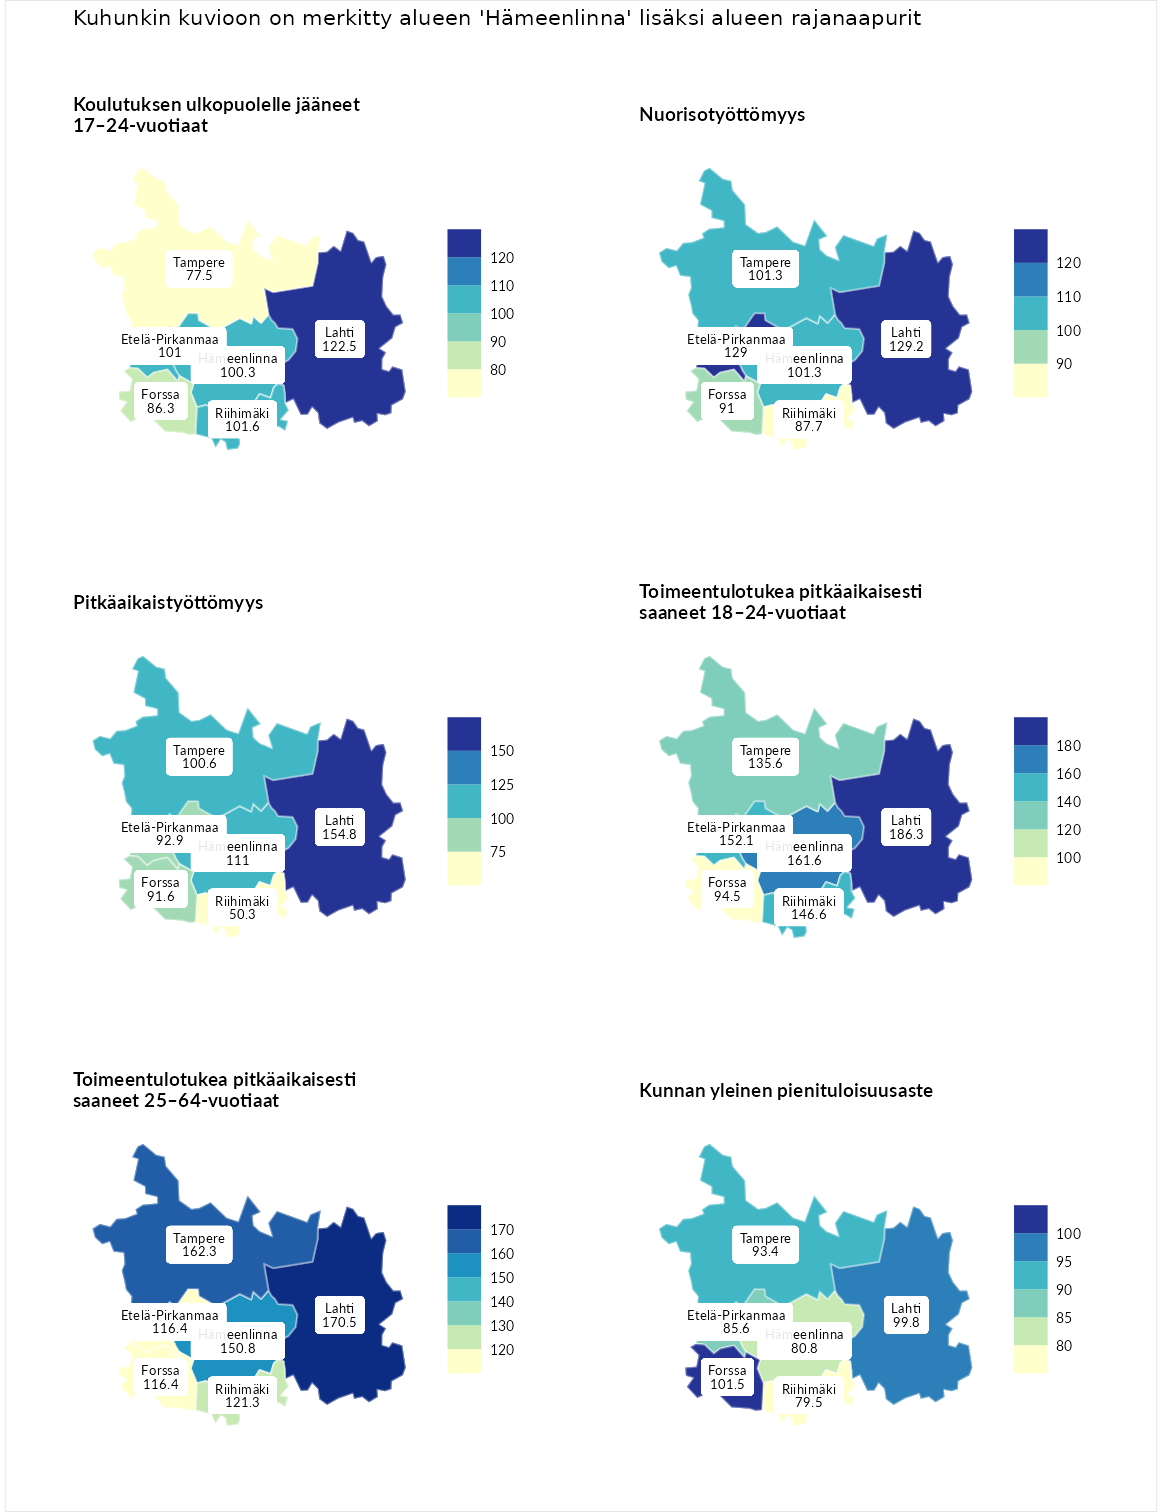 Kuhunkin kuvioon on merkitty alueen 'Hämeenlinna' lisäksi alueen rajanaapurit
Koulutuksen ulkopuolelle jääneet
17–24-vuotiaat
Tampere
77.5
Etelä-Pirkanmaa
101
Hämeenlinna
100.3
Lahti
122.5
Forssa
86.3
Riihimäki
101.6
120
110
100
90
80
Nuorisotyöttömyys
Tampere
101.3
Etelä-Pirkanmaa
129
Hämeenlinna
101.3
Lahti
129.2
Forssa
91
Riihimäki
87.7
120
110
100
90
Pitkäaikaistyöttömyys
Tampere
100.6
Etelä-Pirkanmaa
92.9
Hämeenlinna
111
Lahti
154.8
Forssa
91.6
Riihimäki
50.3
150
125
100
75
Toimeentulotukea pitkäaikaisesti
saaneet 18–24-vuotiaat
Tampere
135.6
Etelä-Pirkanmaa
152.1
Hämeenlinna
161.6
Lahti
186.3
Forssa
94.5
Riihimäki
146.6
180
160
140
120
100
Toimeentulotukea pitkäaikaisesti
saaneet 25–64-vuotiaat
Tampere
162.3
Etelä-Pirkanmaa
116.4
Hämeenlinna
150.8
Lahti
170.5
Forssa
116.4
Riihimäki
121.3
170
160
150
140
130
120
Kunnan yleinen pienituloisuusaste
Tampere
93.4
Etelä-Pirkanmaa
85.6
Hämeenlinna
80.8
Lahti
99.8
Forssa
101.5
Riihimäki
79.5
100
95
90
85
80